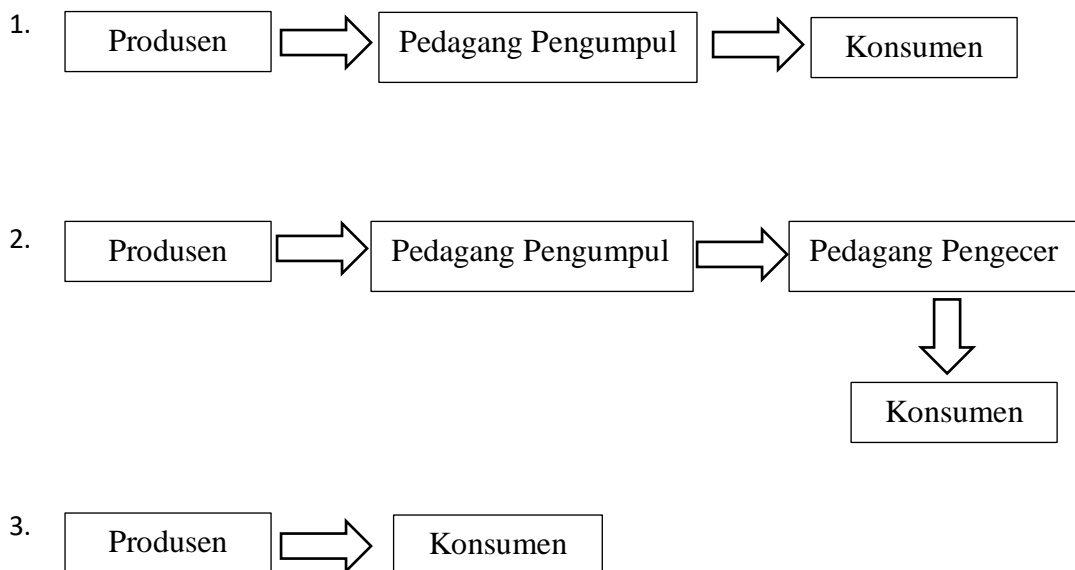 1. Produsen Pedagang Pengumpul Konsumen
2. Produsen Pedagang Pengumpul Pedagang Pengecer
Konsumen
3. Produsen Konsumen